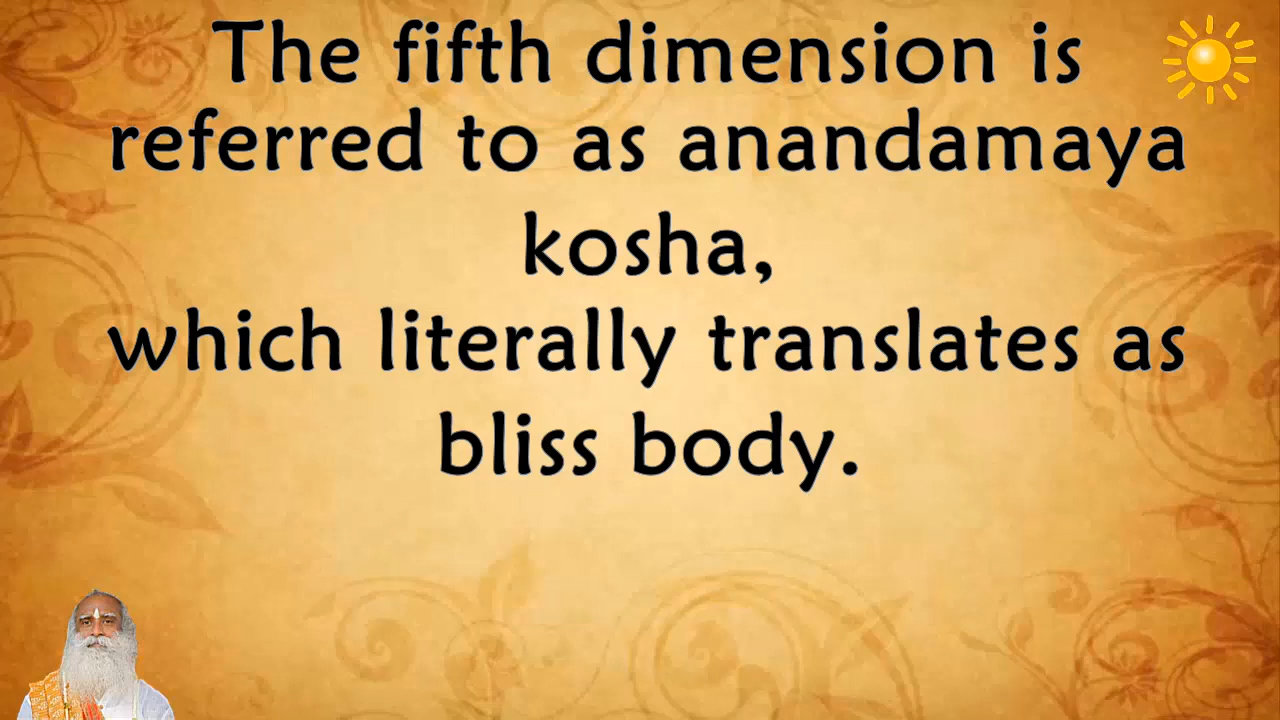 The fifth dimension is
referred to as anandamaya
kosha,
which literally translates as
bliss body.